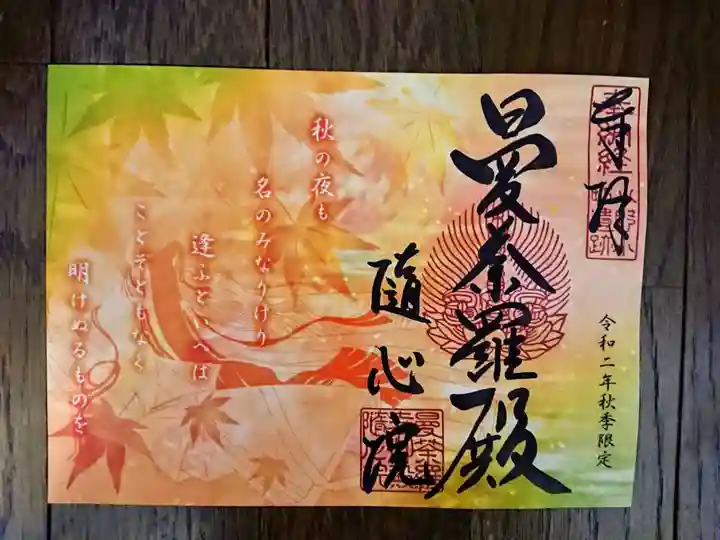 奉拝
令和二年秋季限定
曼荼羅殿
隨心院
秋の夜も
名のみなりけり
逢ふといへば
ことぞともなく
明けぬるものを